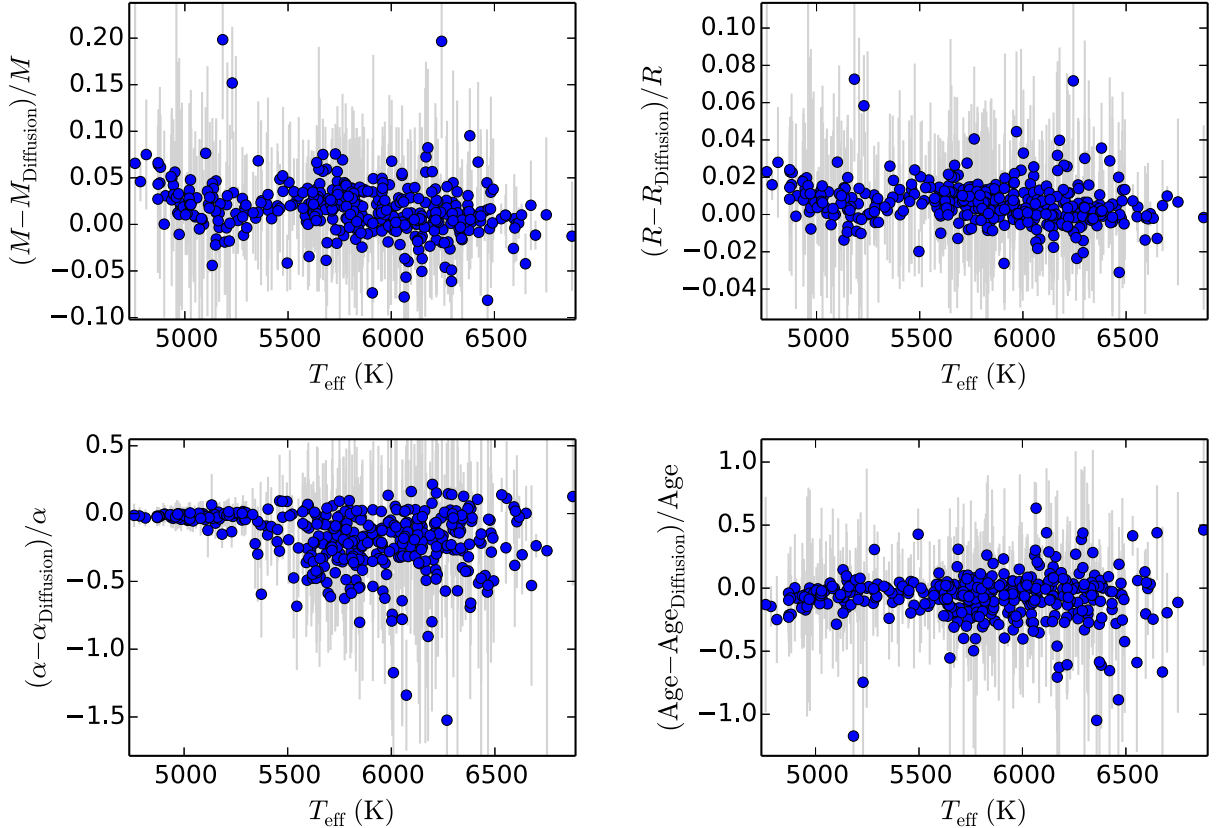 0.20
0.15
0.10
0.05
0.00
−0.05
−0.10
(M−M_Diffusion)/M
5000 5500 6000 6500
T_eff (K)
0.10
0.08
0.06
0.04
0.02
0.00
−0.02
−0.04
(R−R_Diffusion)/R
5000 5500 6000 6500
T_eff (K)
0.5
0.0
−0.5
−1.0
−1.5
(α−α_Diffusion)/α
5000 5500 6000 6500
T_eff (K)
1.0
0.5
0.0
−0.5
−1.0
(Age−Age_Diffusion)/Age
5000 5500 6000 6500
T_eff (K)